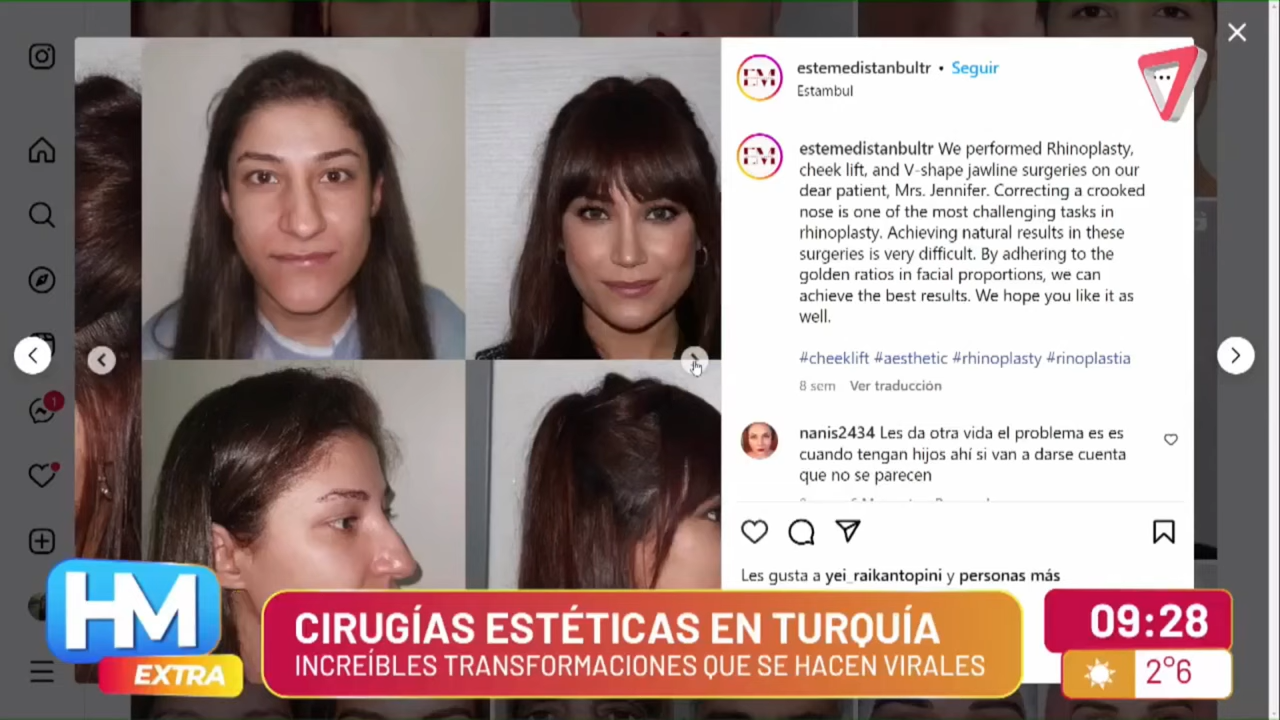 estemedistanbultr • Seguir
Estambul
EM
EM
estemedistanbultr We performed Rhinoplasty,
cheek lift, and V-shape jawline surgeries on our
dear patient, Mrs. Jennifer. Correcting a crooked
nose is one of the most challenging tasks in
rhinoplasty. Achieving natural results in these
surgeries is very difficult. By adhering to the
golden ratios in facial proportions, we can
achieve the best results. We hope you like it as
well.
#cheeklift #aesthetic #rhinoplasty #rinoplastia
8 sem Ver traducción
nanis2434 Les da otra vida el problema es es
cuando tengan hijos ahí si van a darse cuenta
que no se parecen
1
Les gusta a yei_raikantopini y personas más
HM
EXTRA
CIRUGÍAS ESTÉTICAS EN TURQUÍA
INCREÍBLES TRANSFORMACIONES QUE SE HACEN VIRALES
09:28
2°6